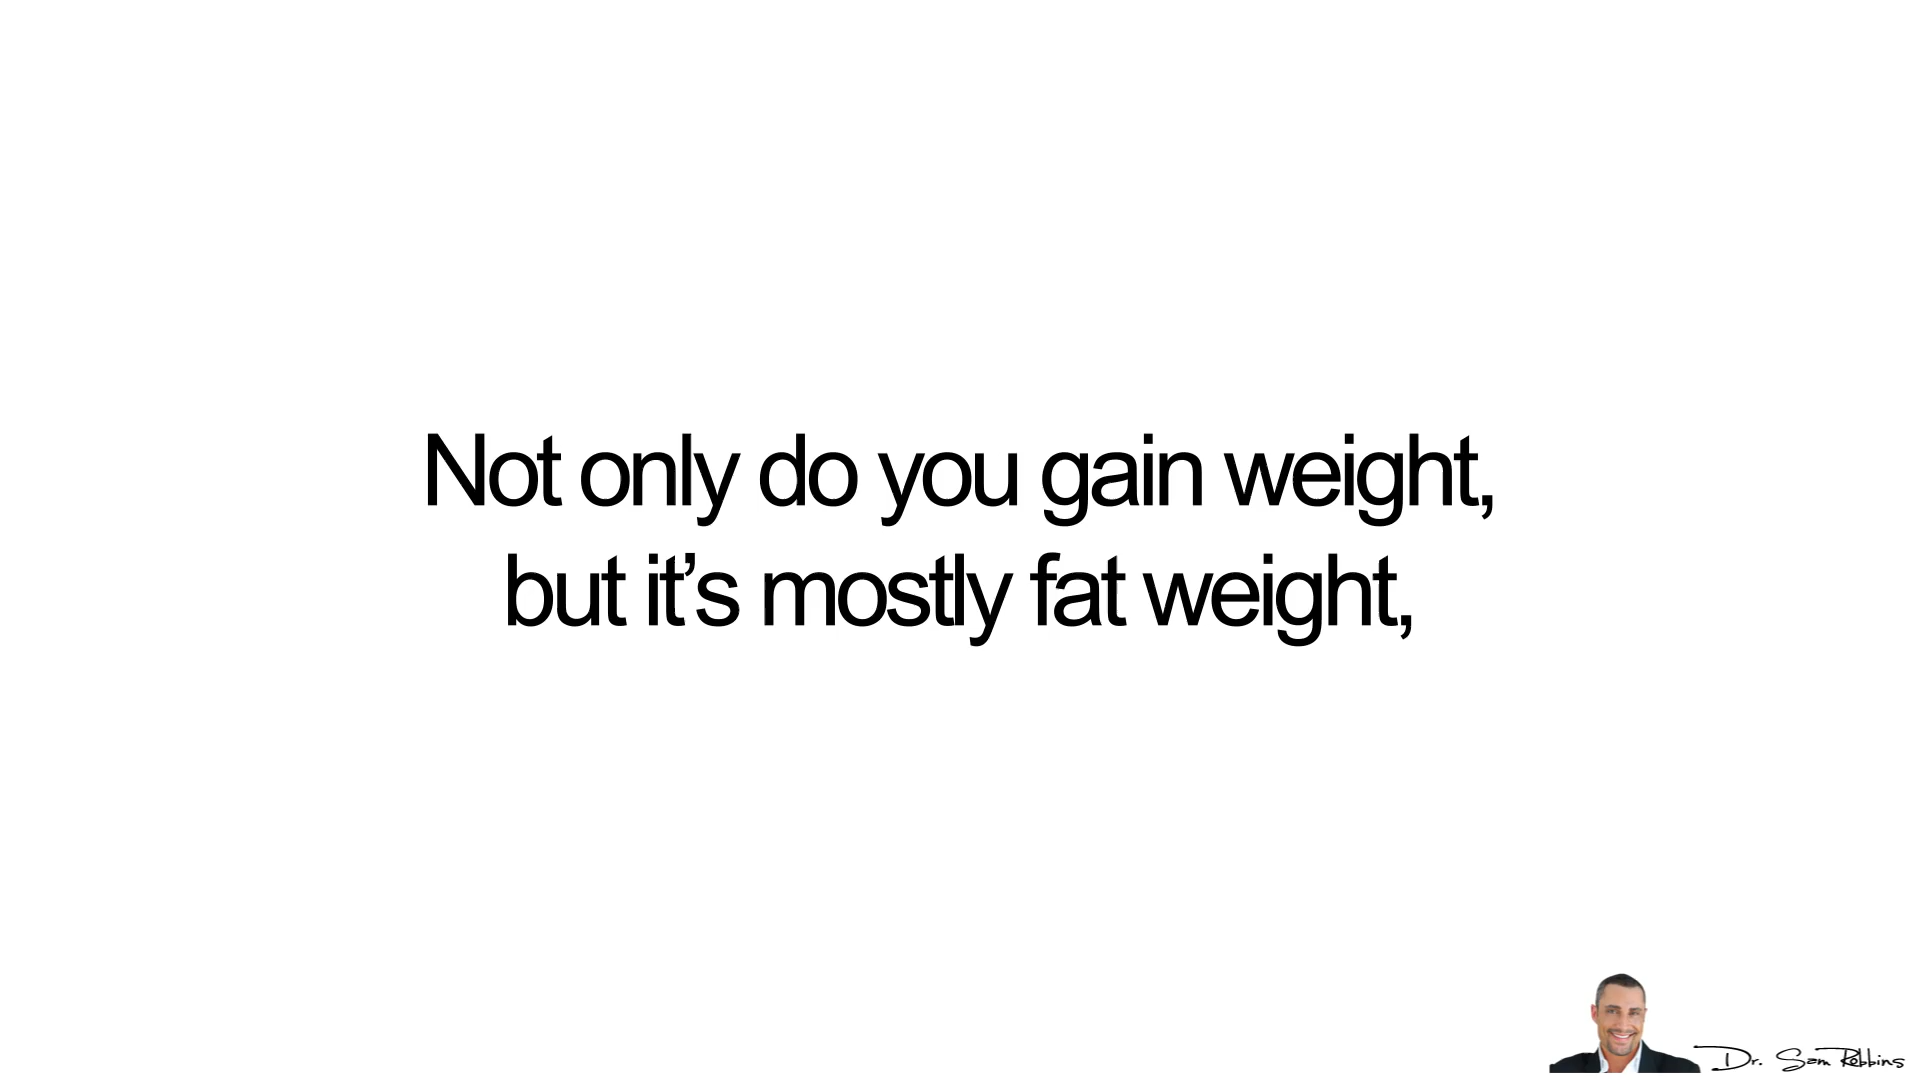 Not only do you gain weight,
but it’s mostly fat weight,
Dr. Sam Robbins